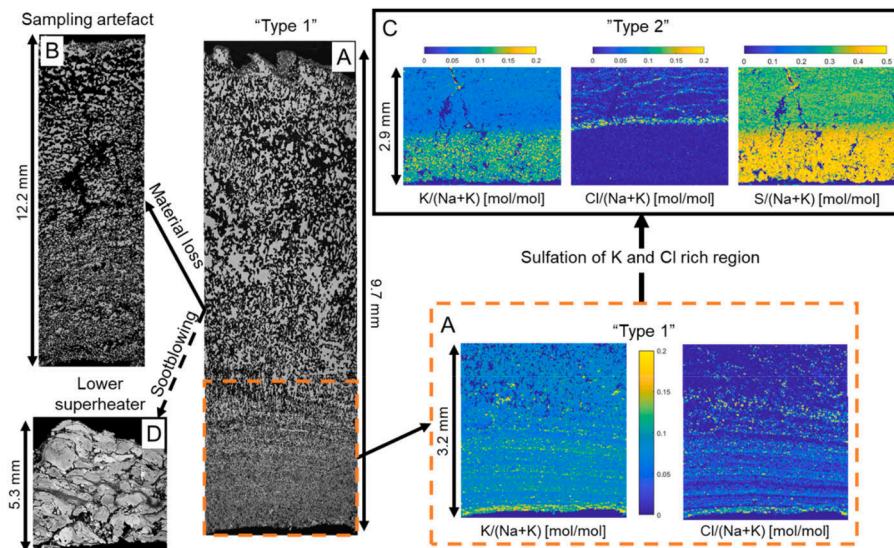 Sampling artefact
B
12.2 mm
Material loss
Sootblowing
Lower
superheater
D
5.3 mm
"Type 1"
A
9.7 mm
C
"Type 2"
0 0.05 0.1 0.15 0.2
0 0.05 0.1 0.15 0.2
0 0.1 0.2 0.3 0.4 0.5
2.9 mm
K/(Na+K) [mol/mol]
Cl/(Na+K) [mol/mol]
S/(Na+K) [mol/mol]
Sulfation of K and Cl rich region
A
"Type 1"
3.2 mm
0.2
0.15
0.1
0.05
0
K/(Na+K) [mol/mol]
Cl/(Na+K) [mol/mol]